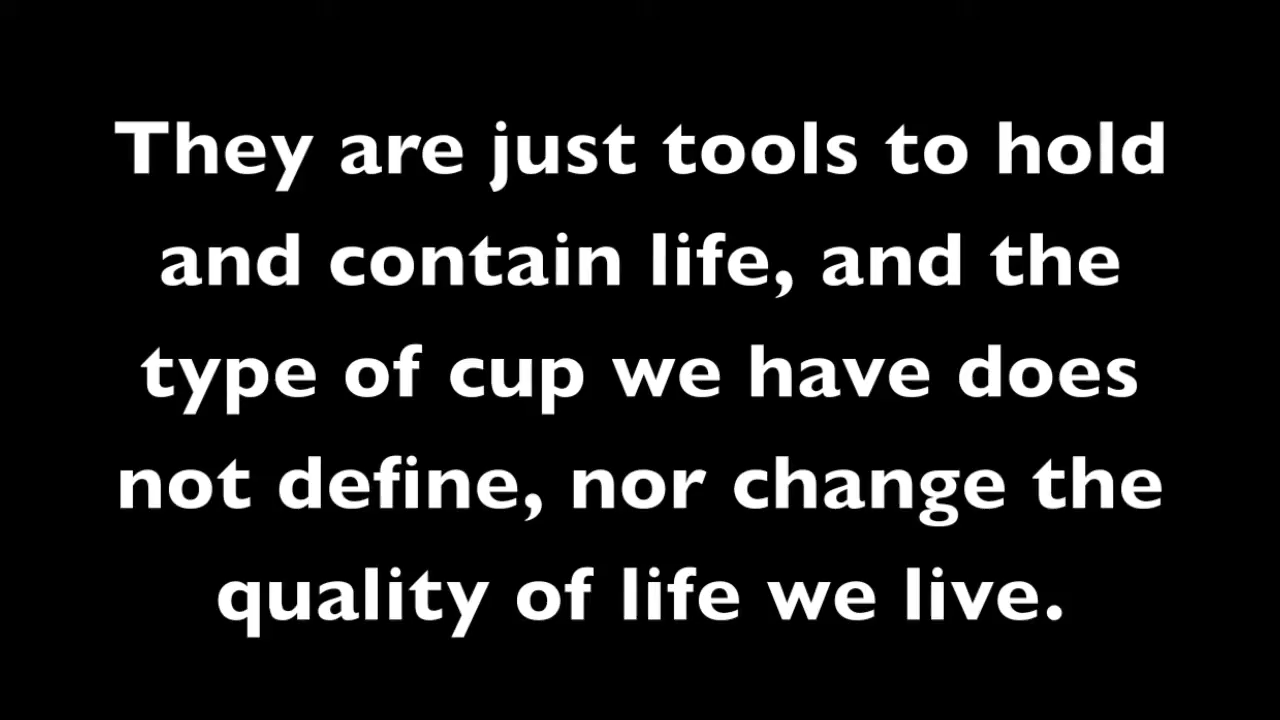 They are just tools to hold
and contain life, and the
type of cup we have does
not define, nor change the
quality of life we live.